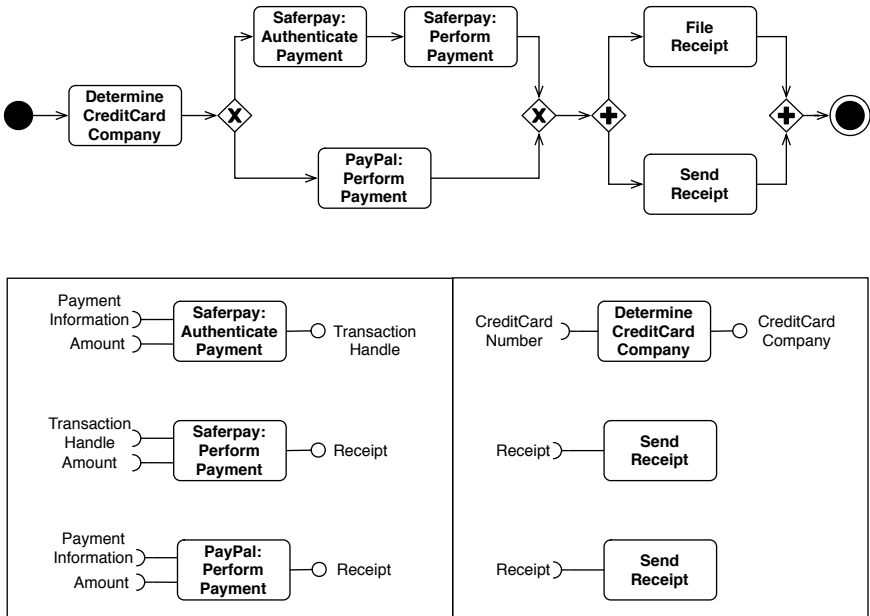 Saferpay:
Authenticate
Payment
Saferpay:
Perform
Payment
File
Receipt
Determine
CreditCard
Company
X
X
PayPal:
Perform
Payment
Send
Receipt
Payment
Information
Amount
Saferpay:
Authenticate
Payment
Transaction
Handle
CreditCard
Number
Determine
CreditCard
Company
CreditCard
Company
Transaction
Handle
Amount
Saferpay:
Perform
Payment
Receipt
Receipt
Send
Receipt
Payment
Information
Amount
PayPal:
Perform
Payment
Receipt
Receipt
Send
Receipt